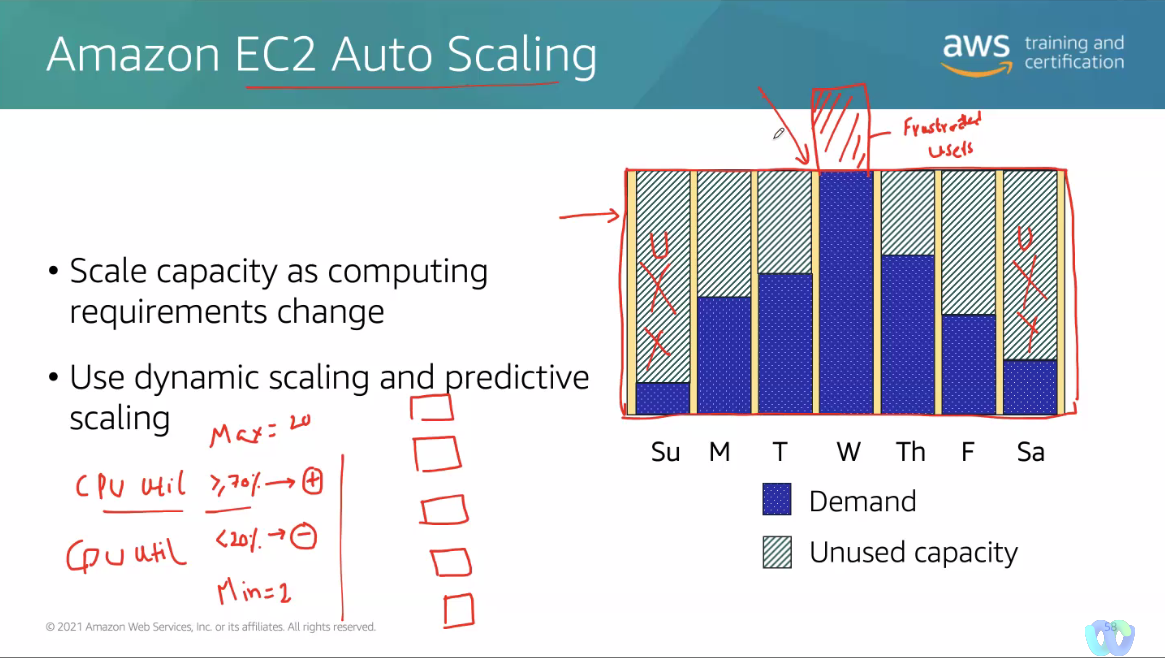 Amazon EC2 Auto Scaling
aws training and
certification
Frustrated
users
• Scale capacity as computing
requirements change
• Use dynamic scaling and predictive
scaling
Max = 20
CPU util ≥70% → +
<20% → −
CPU util
Min = 2
U
U
Su M T W Th F Sa
Demand
Unused capacity
© 2021 Amazon Web Services, Inc. or its affiliates. All rights reserved.
58